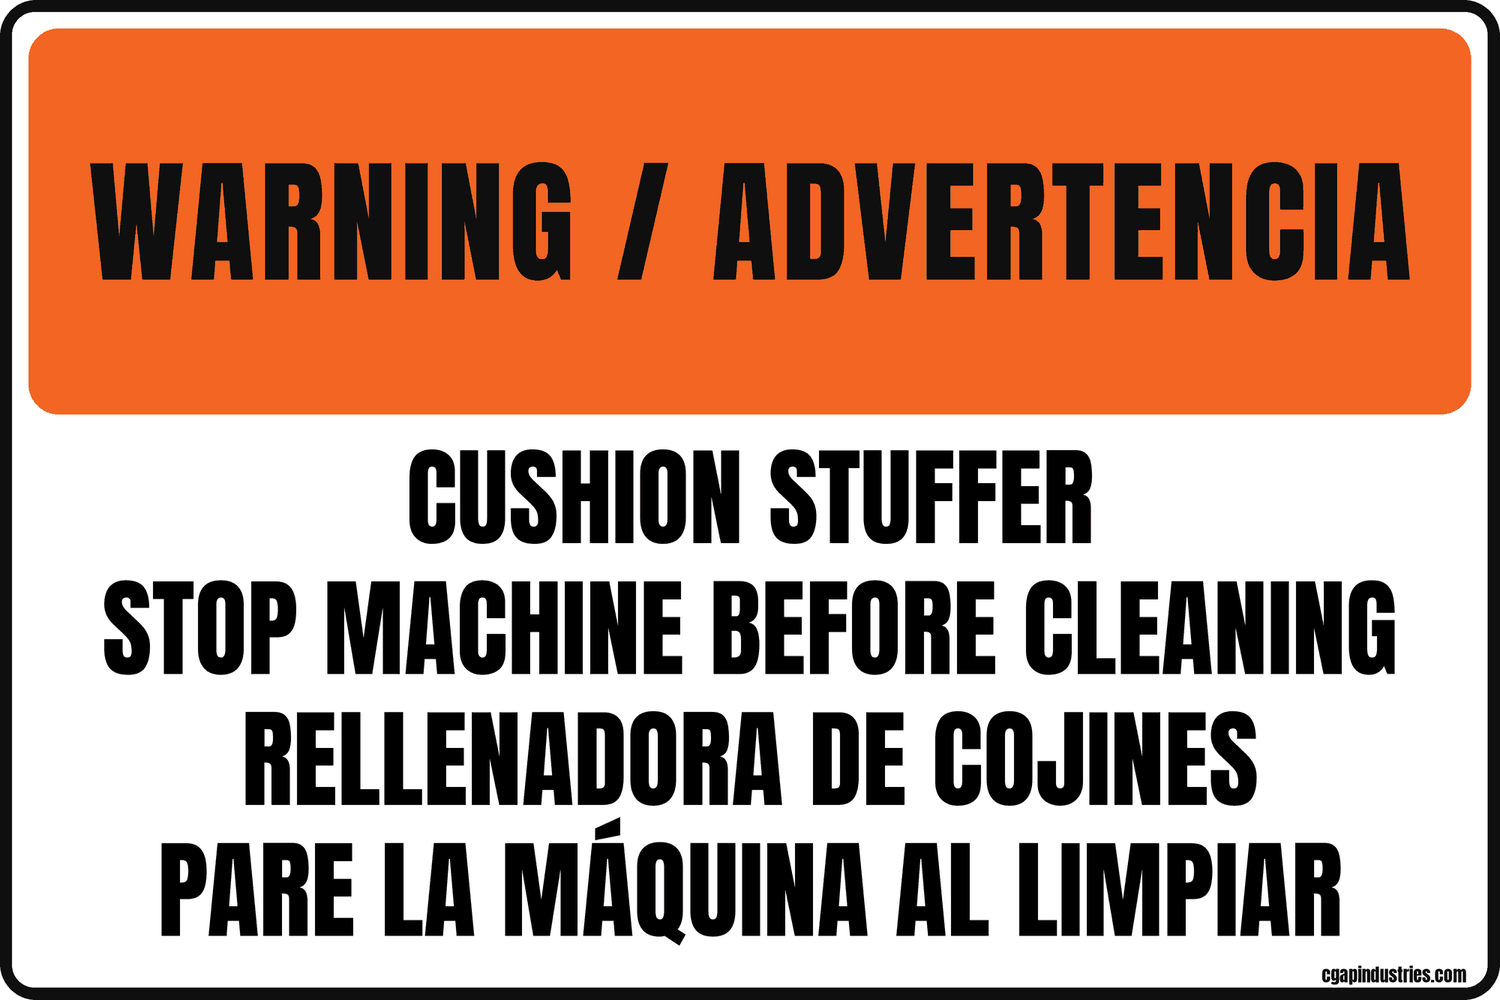 WARNING / ADVERTENCIA
CUSHION STUFFER
STOP MACHINE BEFORE CLEANING
RELLENADORA DE COJINES
PARE LA MÁQUINA AL LIMPIAR
cgapindustries.com